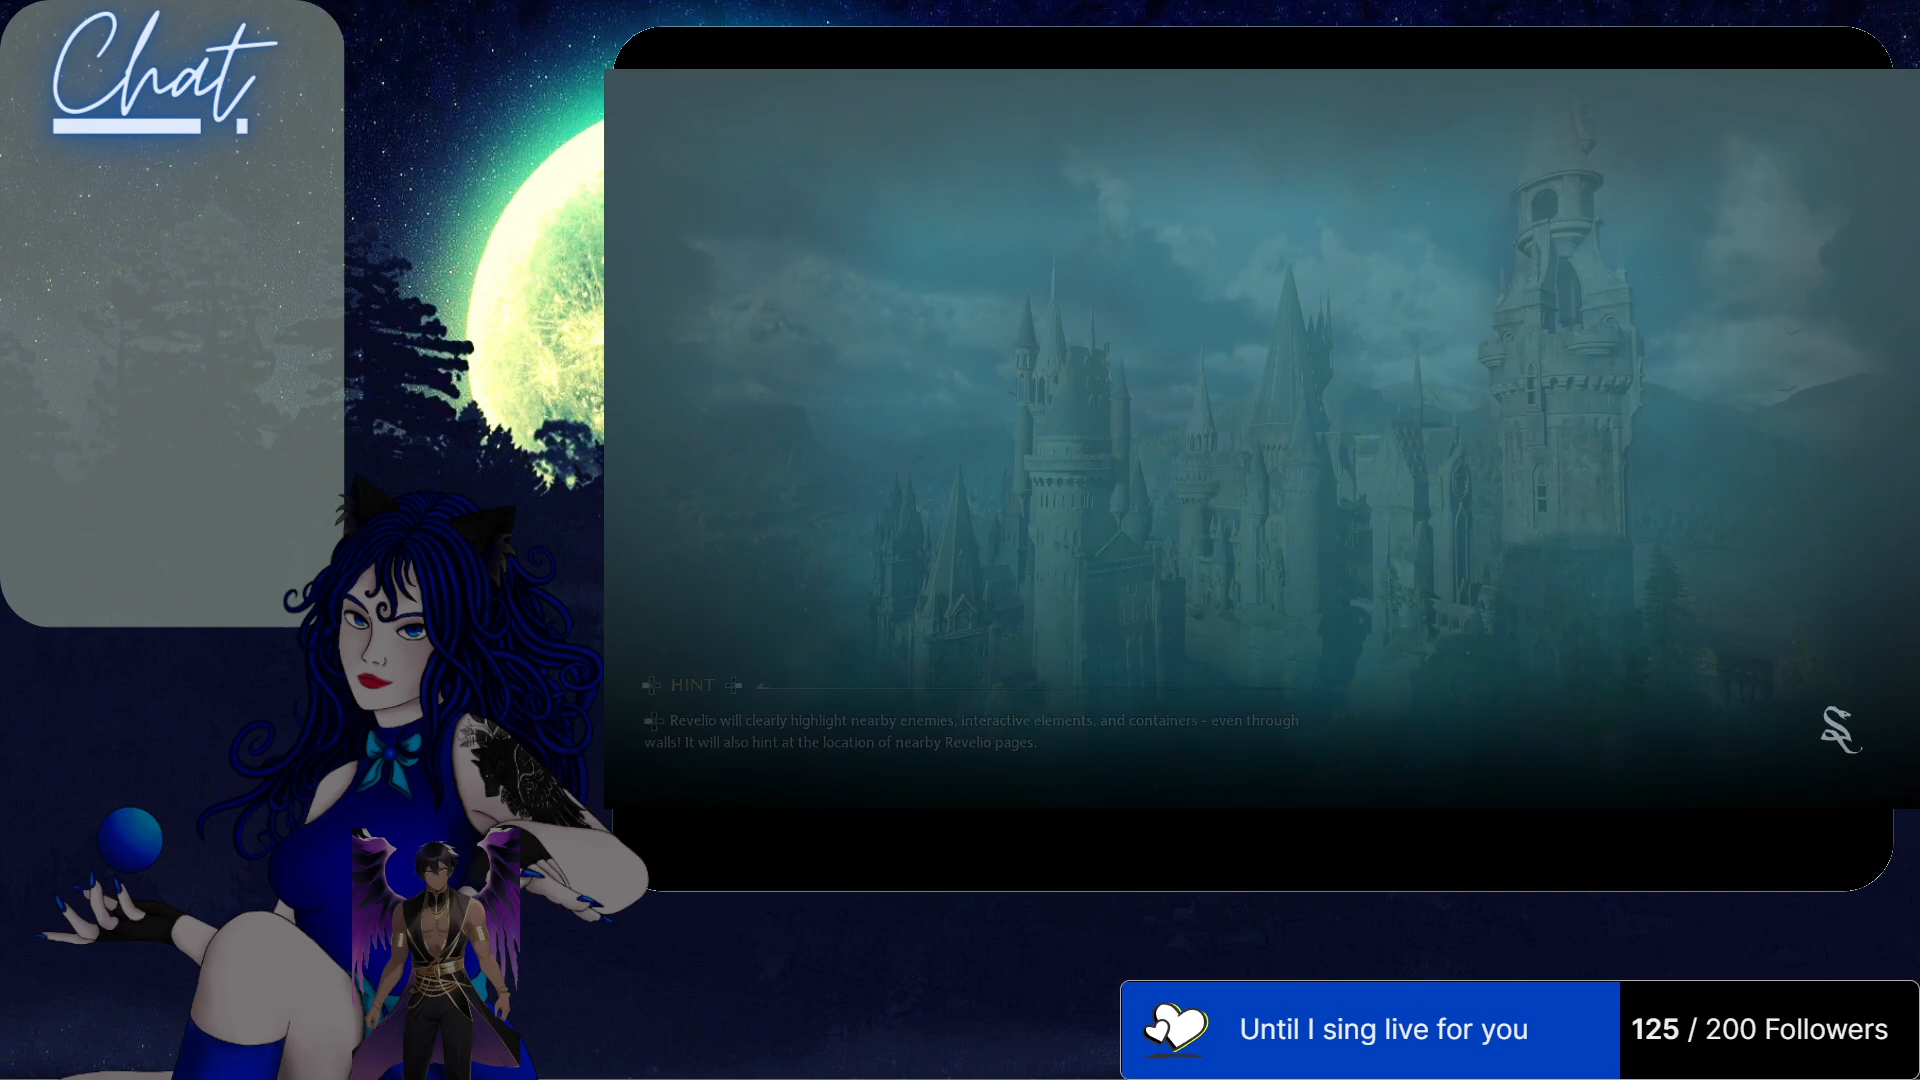 Chat
HINT
Revelio will clearly highlight nearby enemies, interactive elements, and containers - even through
walls! It will also hint at the location of nearby Revelio pages.
Until I sing live for you
125 / 200 Followers